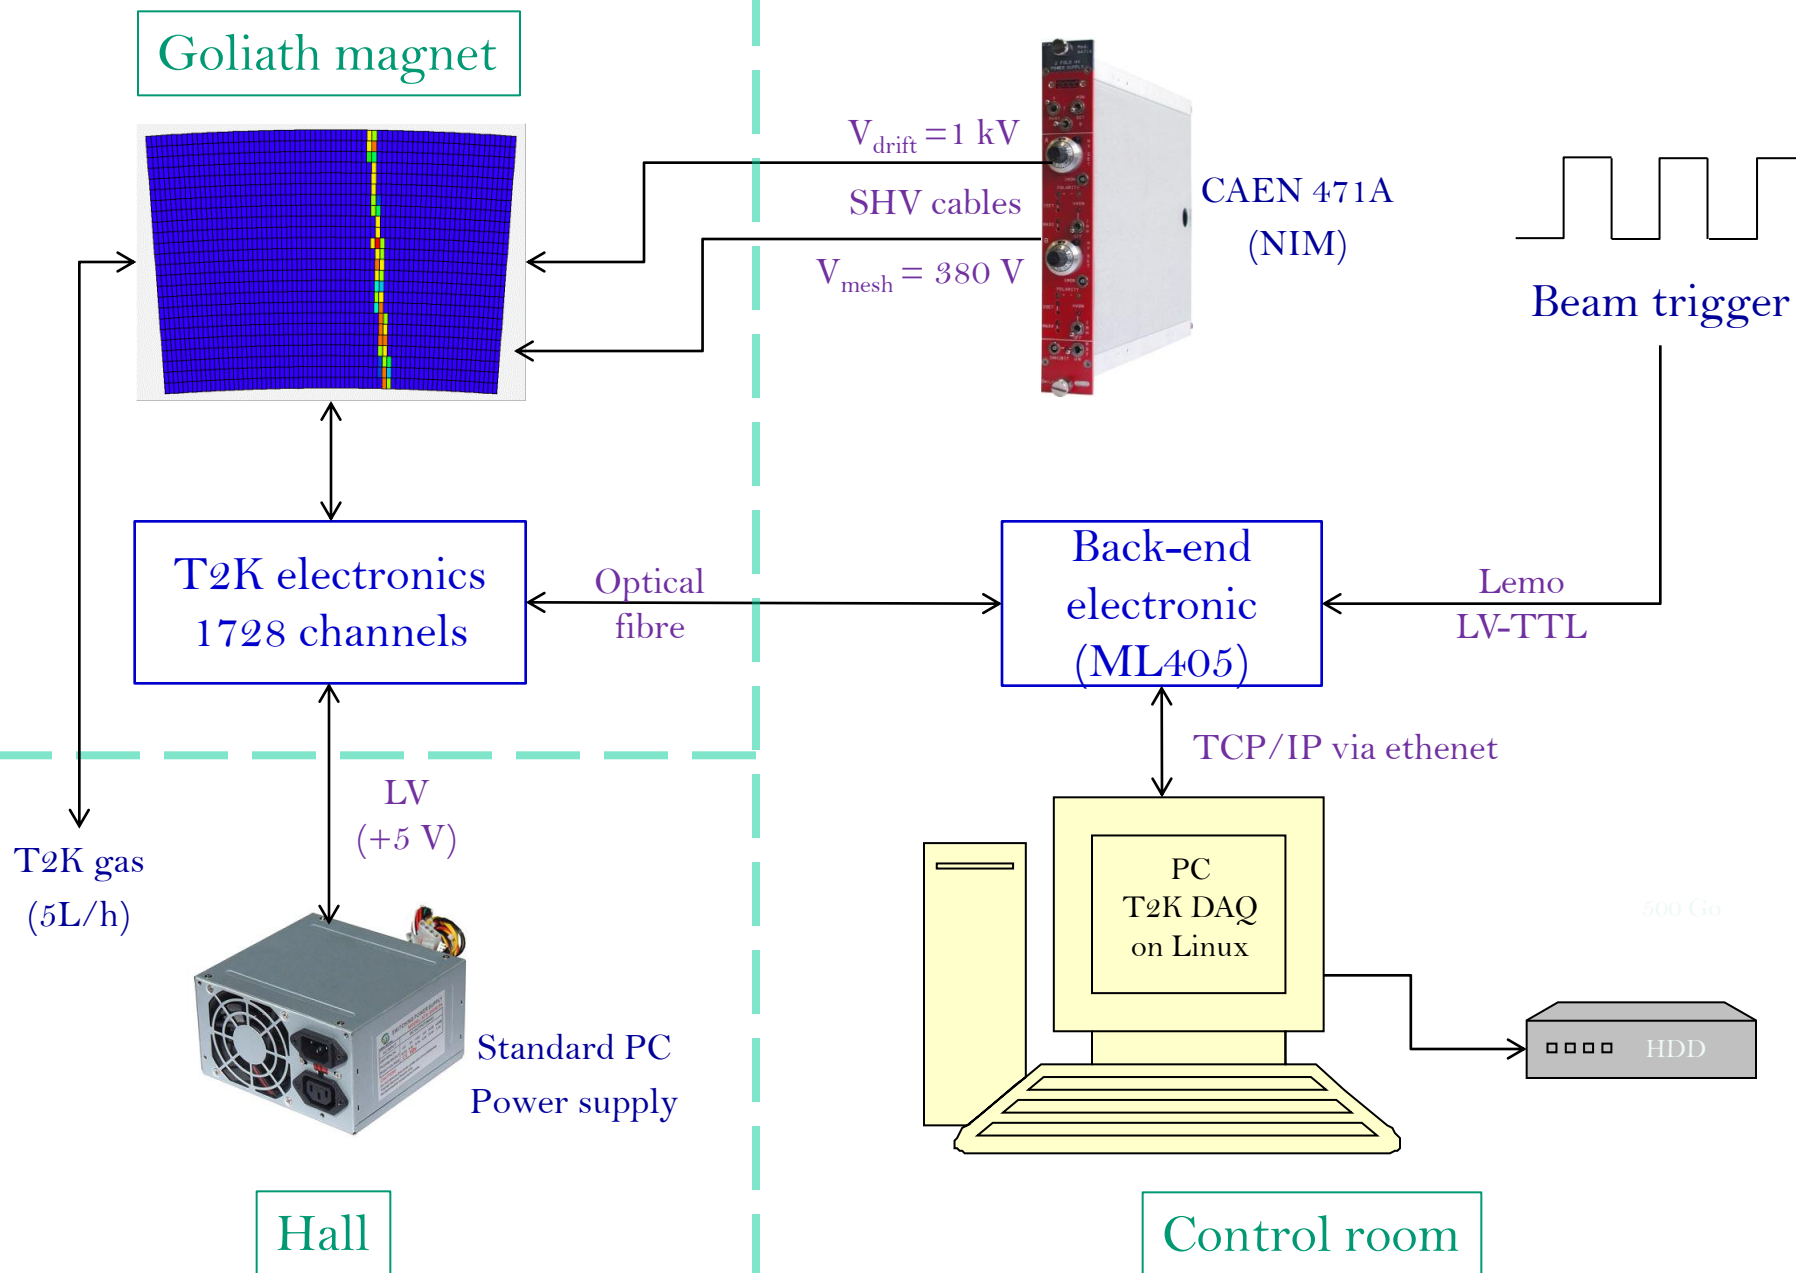 Goliath magnet
V_drift = 1 kV
SHV cables
V_mesh = 380 V
CAEN 471A
(NIM)
Beam trigger
T2K electronics
1728 channels
Optical
fibre
Back-end
electronic
(ML405)
Lemo
LV-TTL
TCP/IP via ethenet
LV
(+5 V)
T2K gas
(5L/h)
Standard PC
Power supply
PC
T2K DAQ
on Linux
500 Go
HDD
Hall
Control room